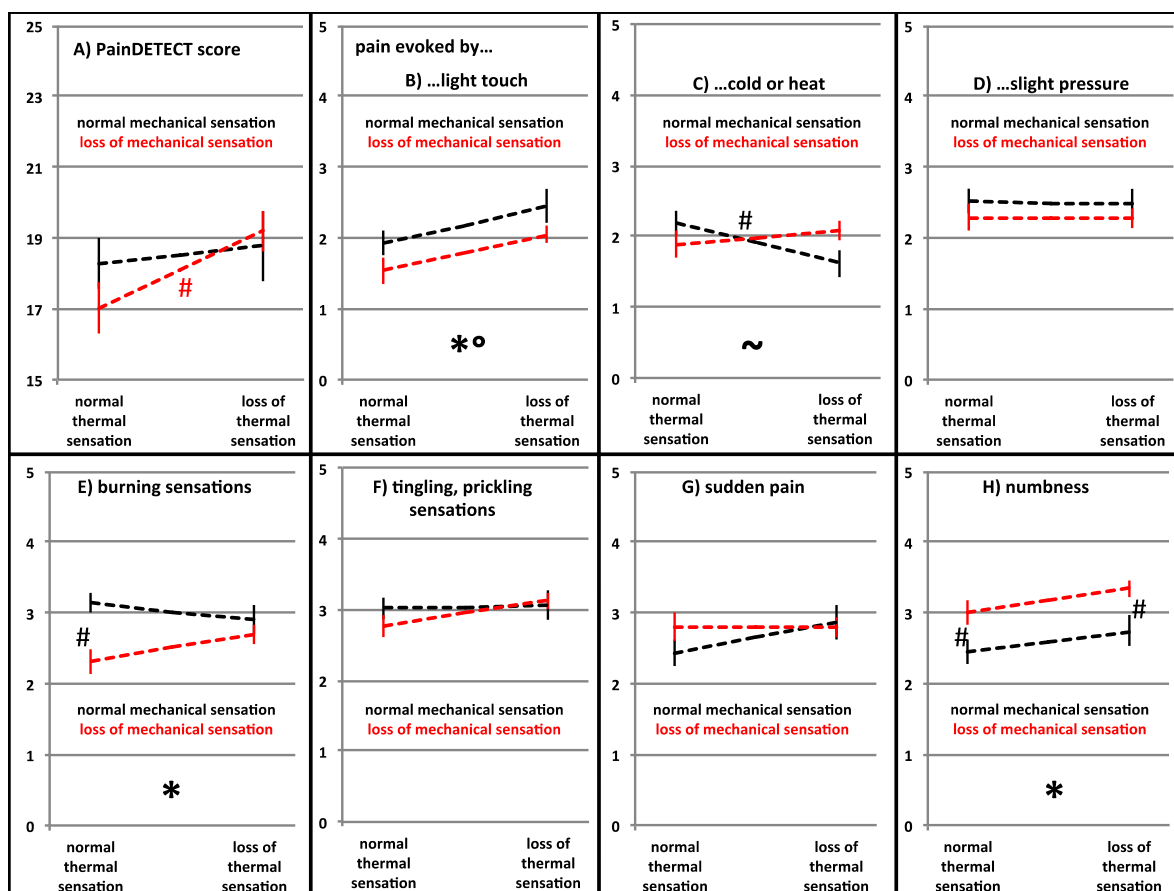 A) PainDETECT score
25
23
21
19
17
15
normal mechanical sensation
loss of mechanical sensation
#
normal
thermal
sensation
loss of
thermal
sensation
pain evoked by...
B) ...light touch
5
4
3
2
1
0
normal mechanical sensation
loss of mechanical sensation
*°
normal
thermal
sensation
loss of
thermal
sensation
C) ...cold or heat
5
4
3
2
1
0
normal mechanical sensation
loss of mechanical sensation
#
~
normal
thermal
sensation
loss of
thermal
sensation
D) ...slight pressure
5
4
3
2
1
0
normal mechanical sensation
loss of mechanical sensation
normal
thermal
sensation
loss of
thermal
sensation
E) burning sensations
5
4
3
2
1
0
#
normal mechanical sensation
loss of mechanical sensation
*
normal
thermal
sensation
loss of
thermal
sensation
F) tingling, prickling
sensations
5
4
3
2
1
0
normal mechanical sensation
loss of mechanical sensation
normal
thermal
sensation
loss of
thermal
sensation
G) sudden pain
5
4
3
2
1
0
normal mechanical sensation
loss of mechanical sensation
normal
thermal
sensation
loss of
thermal
sensation
H) numbness
5
4
3
2
1
0
#
#
normal mechanical sensation
loss of mechanical sensation
*
normal
thermal
sensation
loss of
thermal
sensation